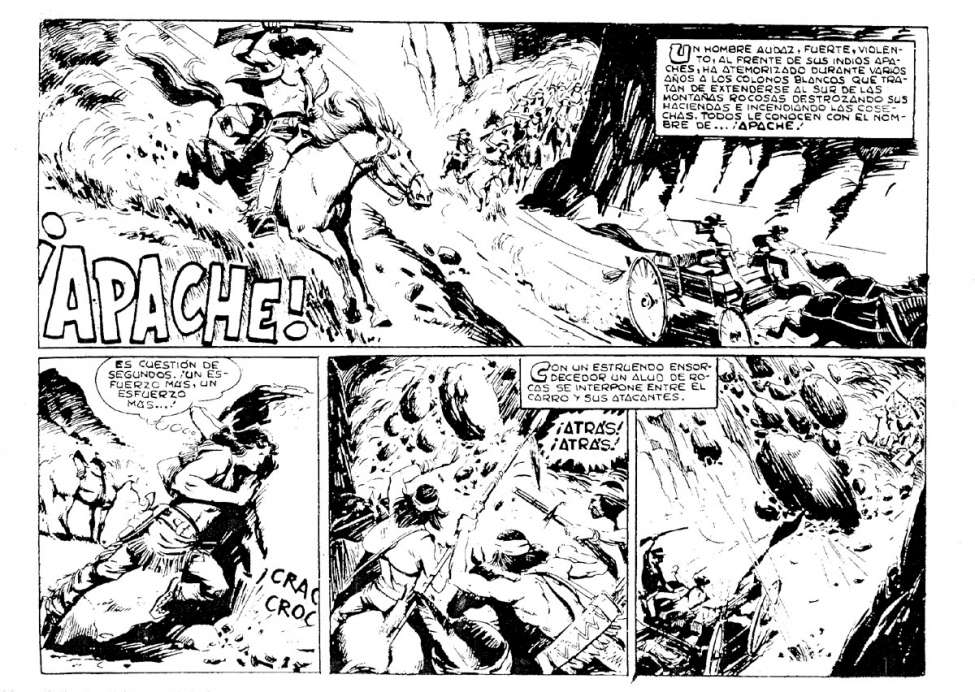 UN HOMBRE AUDAZ, FUERTE, VIOLEN-
TO, AL FRENTE DE SUS INDIOS APA-
CHES, HA ATEMORIZADO DURANTE VARIOS
AÑOS A LOS COLONOS BLANCOS QUE TRA-
TAN DE EXTENDERSE AL SUR DE LAS
MONTAÑAS ROCOSAS DESTROZANDO SUS
HACIENDAS E INCENDIANDO LAS COSE-
CHAS. TODOS LE CONOCEN CON EL NOM-
BRE DE... ¡APACHE!
¡APACHE!
ES CUESTIÓN DE
SEGUNDOS. ¡UN ES-
FUERZO MÁS, UN
ESFUERZO
MÁS...!
¡CRAC
CROC
CON UN ESTRUENDO ENSOR-
DECEDOR UN ALUD DE RO-
CAS SE INTERPONE ENTRE EL
CARRO Y SUS ATACANTES.
¡ATRÁS!
¡ATRÁS!